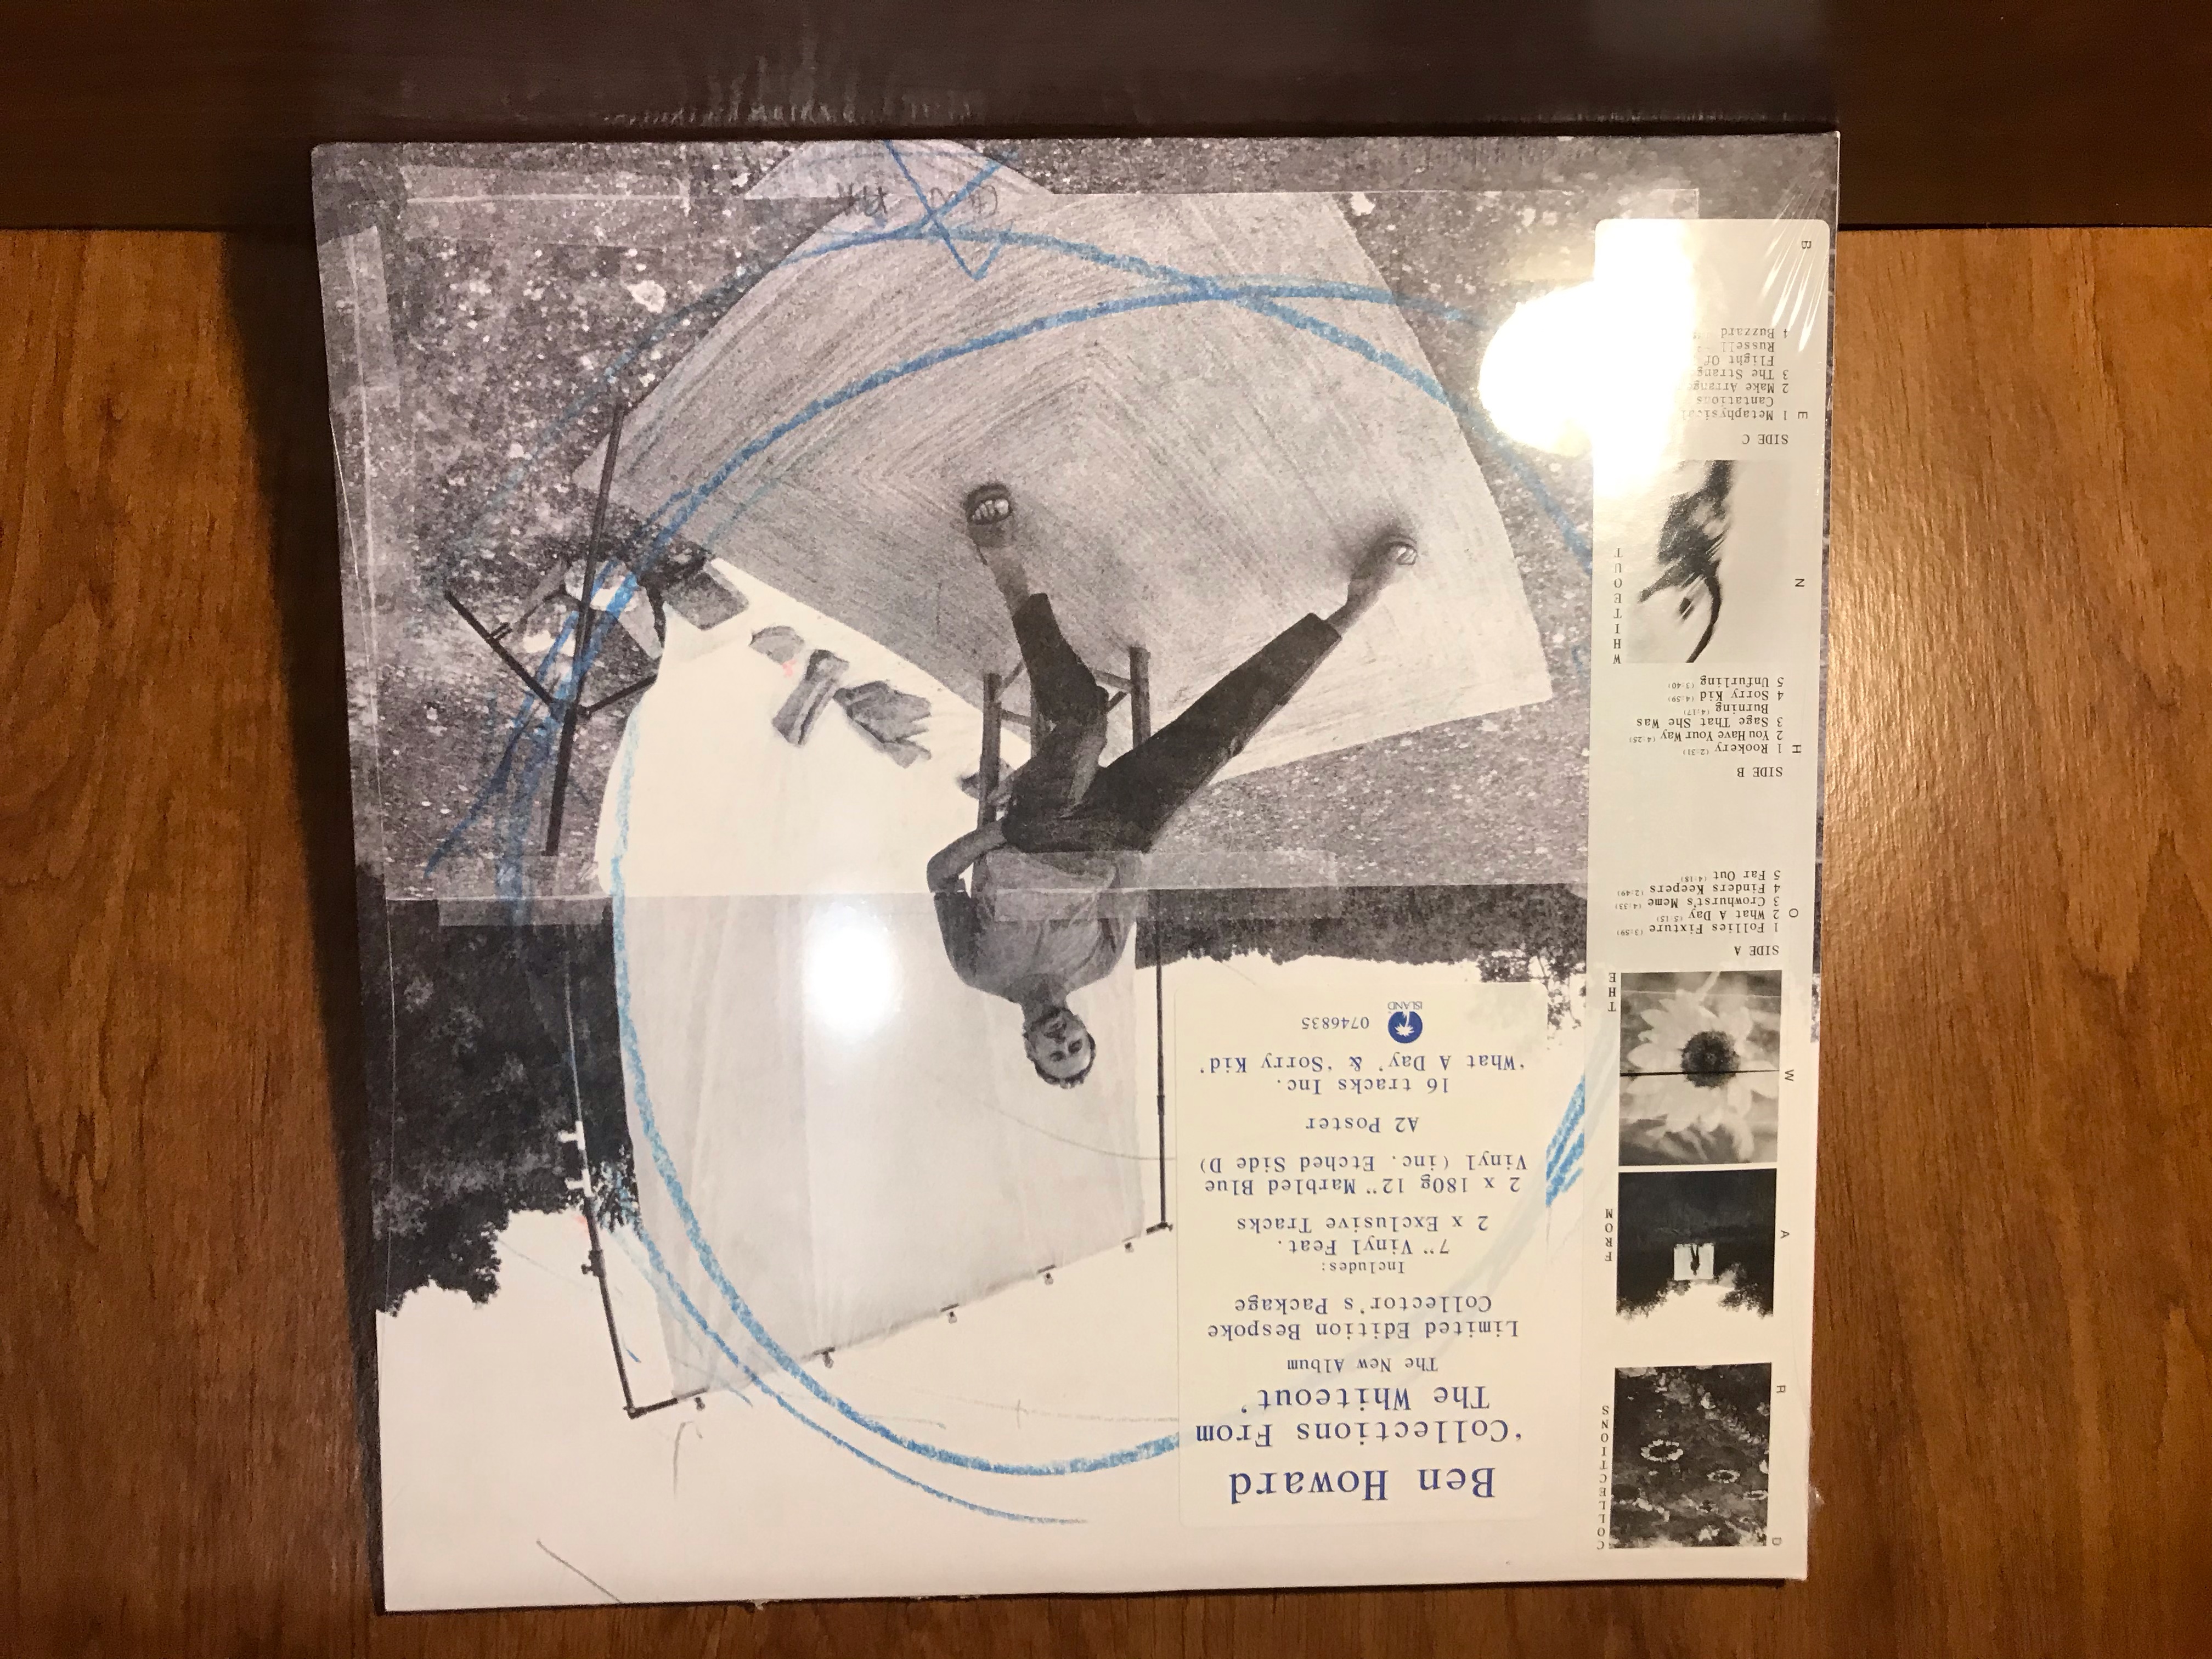 COLLECTIONS
FROM
THE
WHITEOUT
BEN HOWARD
Ben Howard
‘Collections From
The Whiteout’
The New Album
Limited Edition Bespoke
Collector's Package
Includes:
7" Vinyl Feat.
2 x Exclusive Tracks
2 x 180g 12" Marbled Blue
Vinyl (inc. Etched Side D)
A2 Poster
16 tracks Inc.
‘What A Day’ & ‘Sorry Kid’
ISLAND
0746835
SIDE A
1 Follies Fixture (3:59)
2 What A Day (5:15)
3 Crowhurst's Meme (4:33)
4 Finders Keepers (2:49)
5 Far Out (4:18)
SIDE B
1 Rookery (2:31)
2 You Have Your Way (4:25)
3 Sage That She Was
Burning (4:17)
4 Sorry Kid (4:59)
5 Unfurling (3:40)
SIDE C
1
Cantations
2 Make
3 The
Flight Of
Russell
4 Buzzard